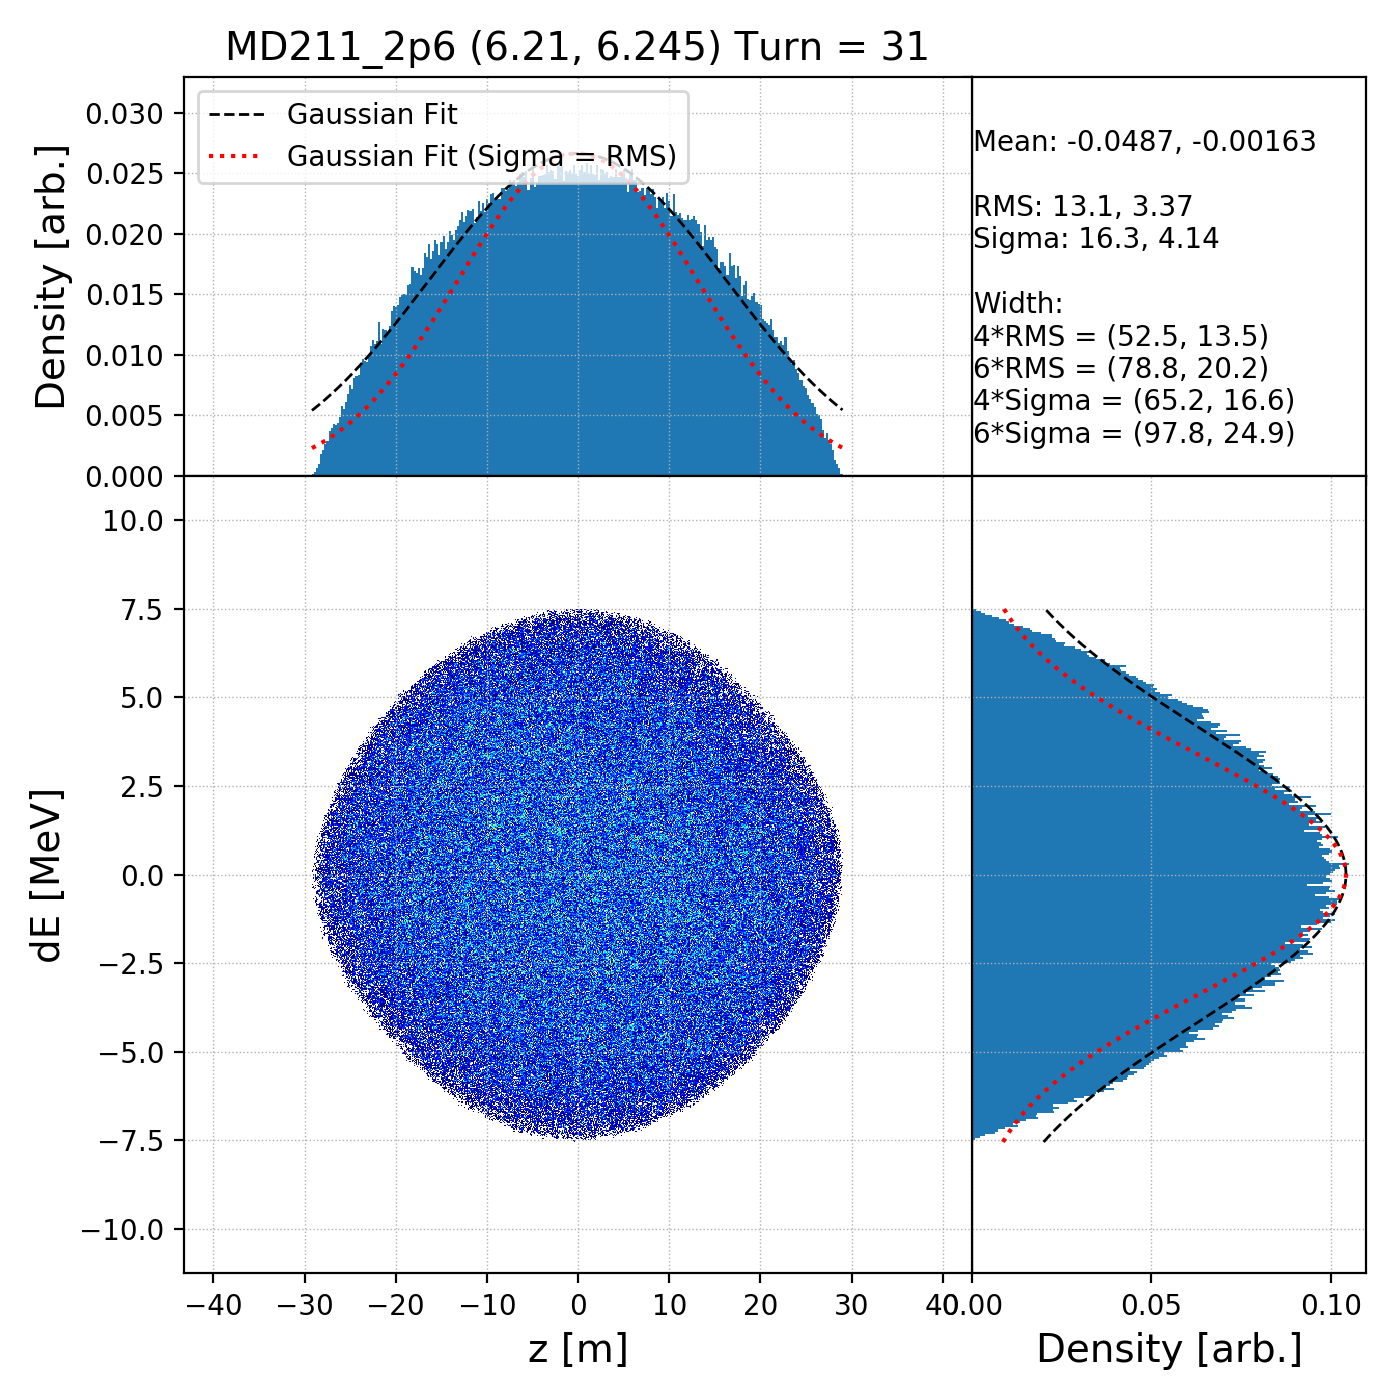 MD211_2p6 (6.21, 6.245) Turn = 31
Gaussian Fit
Gaussian Fit (Sigma = RMS)
0.030
0.025
0.020
0.015
0.010
0.005
0.000
Density [arb.]
Mean: -0.0487, -0.00163
RMS: 13.1, 3.37
Sigma: 16.3, 4.14
Width:
4*RMS = (52.5, 13.5)
6*RMS = (78.8, 20.2)
4*Sigma = (65.2, 16.6)
6*Sigma = (97.8, 24.9)
10.0
7.5
5.0
2.5
0.0
−2.5
−5.0
−7.5
−10.0
dE [MeV]
−40 −30 −20 −10 0 10 20 30 40
z [m]
0.00 0.05 0.10
Density [arb.]